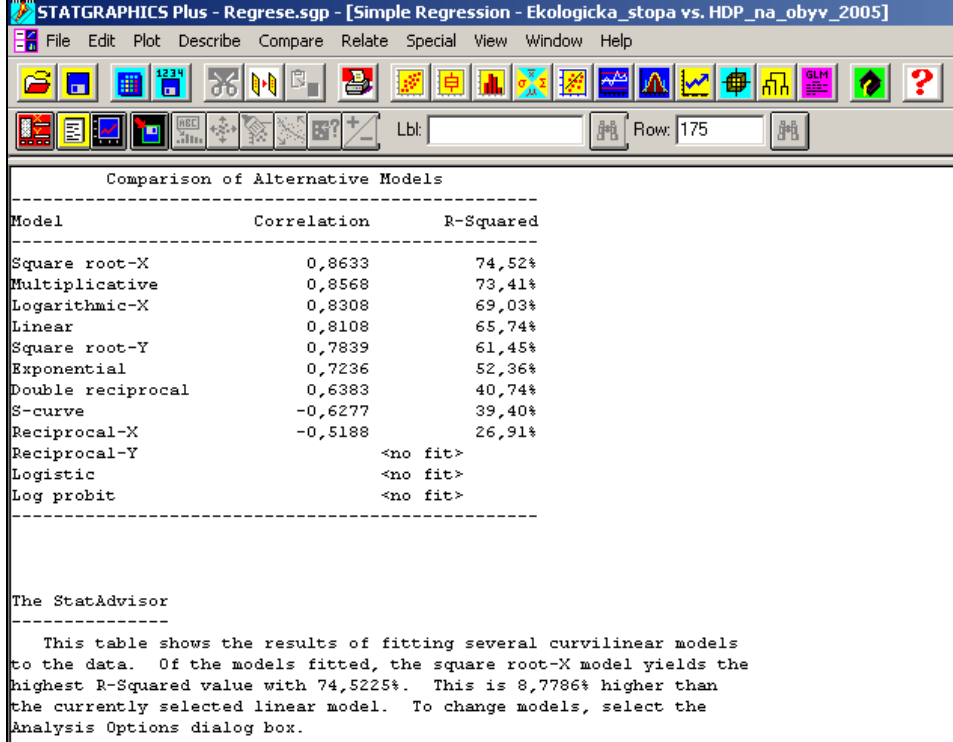 STATGRAPHICS Plus - Regrese.sgp - [Simple Regression - Ekologicka_stopa vs. HDP_na_obyv_2005]
File Edit Plot Describe Compare Relate Special View Window Help
1234
GLM
ABC
Lbl: Row: 175
Comparison of Alternative Models
--------------------------------------------------
Model Correlation R-Squared
--------------------------------------------------
Square root-X 0,8633 74,52%
Multiplicative 0,8568 73,41%
Logarithmic-X 0,8308 69,03%
Linear 0,8108 65,74%
Square root-Y 0,7839 61,45%
Exponential 0,7236 52,36%
Double reciprocal 0,6383 40,74%
S-curve -0,6277 39,40%
Reciprocal-X -0,5188 26,91%
Reciprocal-Y <no fit>
Logistic <no fit>
Log probit <no fit>
--------------------------------------------------
The StatAdvisor
---------------
This table shows the results of fitting several curvilinear models
to the data. Of the models fitted, the square root-X model yields the
highest R-Squared value with 74,5225%. This is 8,7786% higher than
the currently selected linear model. To change models, select the
Analysis Options dialog box.